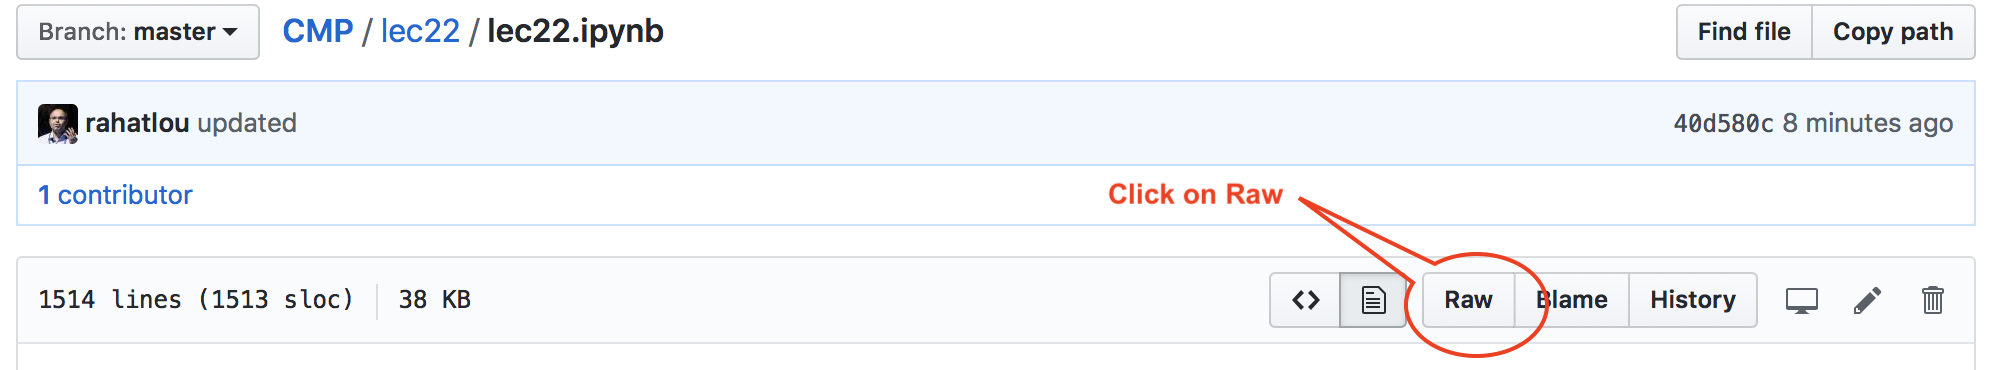 Branch: master CMP / lec22 / lec22.ipynb Find file Copy path
rahatlou updated 40d580c 8 minutes ago
1 contributor
Click on Raw
1514 lines (1513 sloc) 38 KB <> Raw Blame History